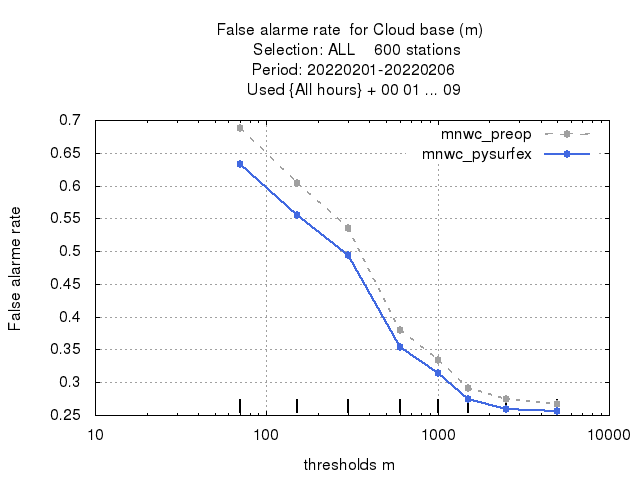 False alarme rate  for Cloud base (m)
Selection: ALL    600 stations
Period: 20220201-20220206
Used {All hours} + 00 01 ... 09
mnwc_preop
mnwc_pysurfex
False alarme rate
0.7
0.65
0.6
0.55
0.5
0.45
0.4
0.35
0.3
0.25
10
100
1000
10000
thresholds m